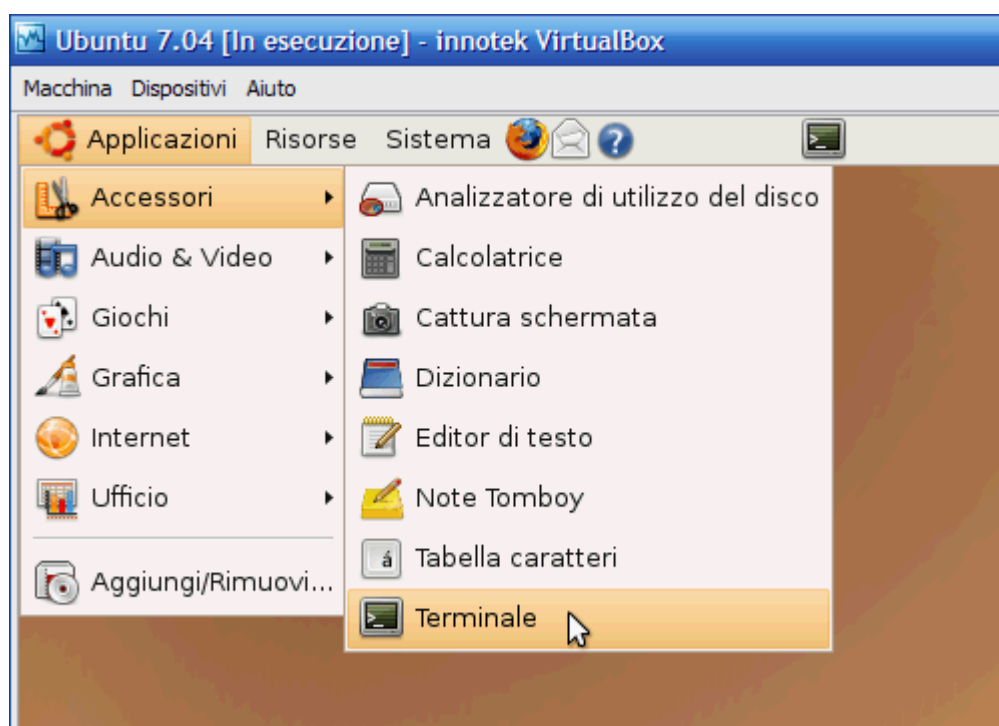 Ubuntu 7.04 [In esecuzione] - innotek VirtualBox
Macchina Dispositivi Aiuto
Applicazioni Risorse Sistema
Accessori
Audio & Video
Giochi
Grafica
Internet
Ufficio
Aggiungi/Rimuovi...
Analizzatore di utilizzo del disco
Calcolatrice
Cattura schermata
Dizionario
Editor di testo
Note Tomboy
Tabella caratteri
Terminale